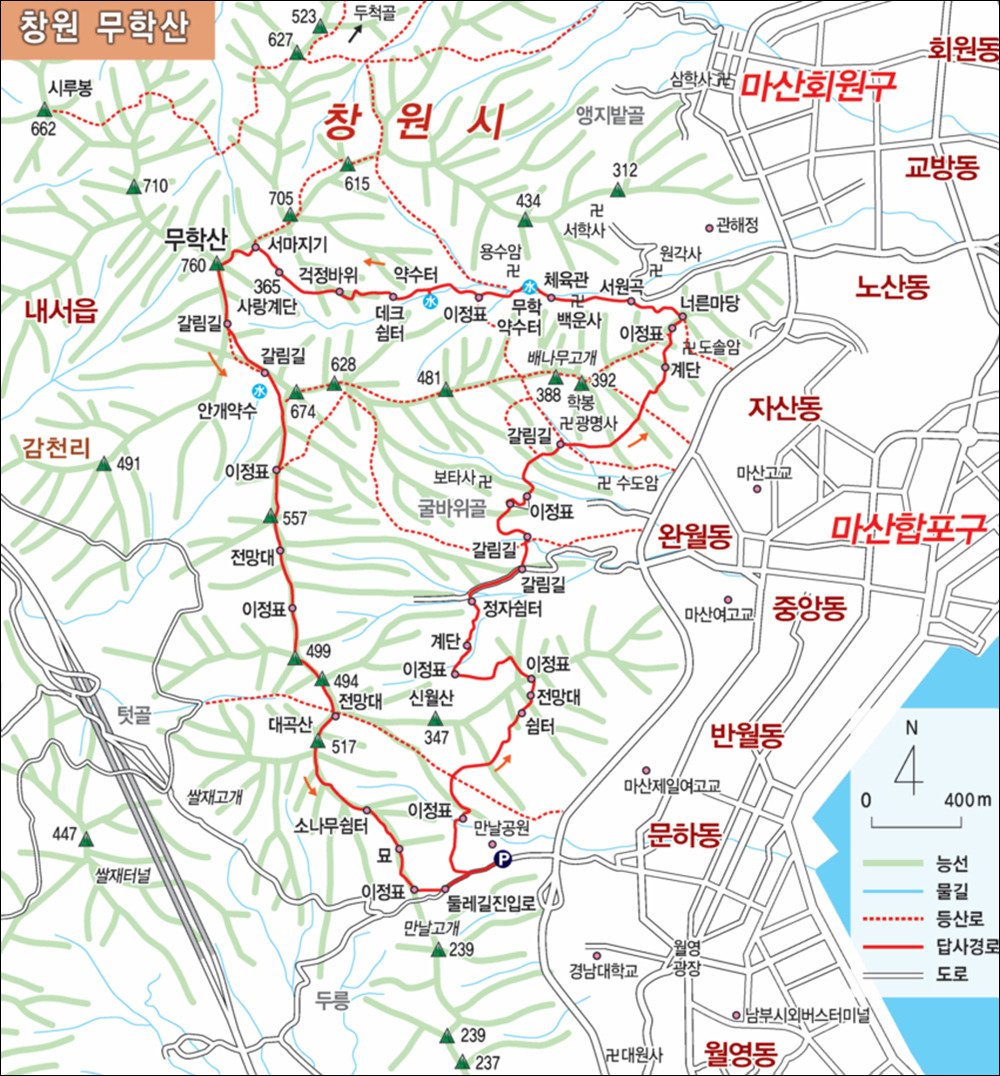 창원 무학산
523
두척골
627
회원동
시루봉
662
삼학사 卍
마산회원구
창 원 시
앵지밭골
교방동
710
615
312
705
434
卍
서학사
관해정
무학산
760
서마지기
용수암
卍
원각사
卍
걱정바위
약수터
체육관
서원곡
365
사랑계단
노산동
내서읍
水
水
卍
너른마당
갈림길
데크
쉼터
이정표
무학
약수터
백운사
이정표
卍 도솔암
갈림길
628
배나무고개
481
계단
水
388
392
안개약수
674
학봉
자산동
卍 광명사
갈림길
감천리
491
이정표
보타사 卍
卍 수도암
마산고교
557
굴바위골
이정표
마산합포구
완월동
전망대
갈림길
갈림길
이정표
정자쉼터
마산여고교
중앙동
계단
499
이정표
이정표
494
신월산
전망대
전망대
텃골
대곡산
쉼터
반월동
347
517
N
마산제일여고교
쌀재고개
0
400m
소나무쉼터
이정표
만날공원
문하동
447
묘
P
능선
쌀재터널
이정표
둘레길진입로
물길
만날고개
등산로
239
월영
광장
답사경로
경남대학교
도로
두릉
남부시외버스터미널
239
237
卍대원사
월영동